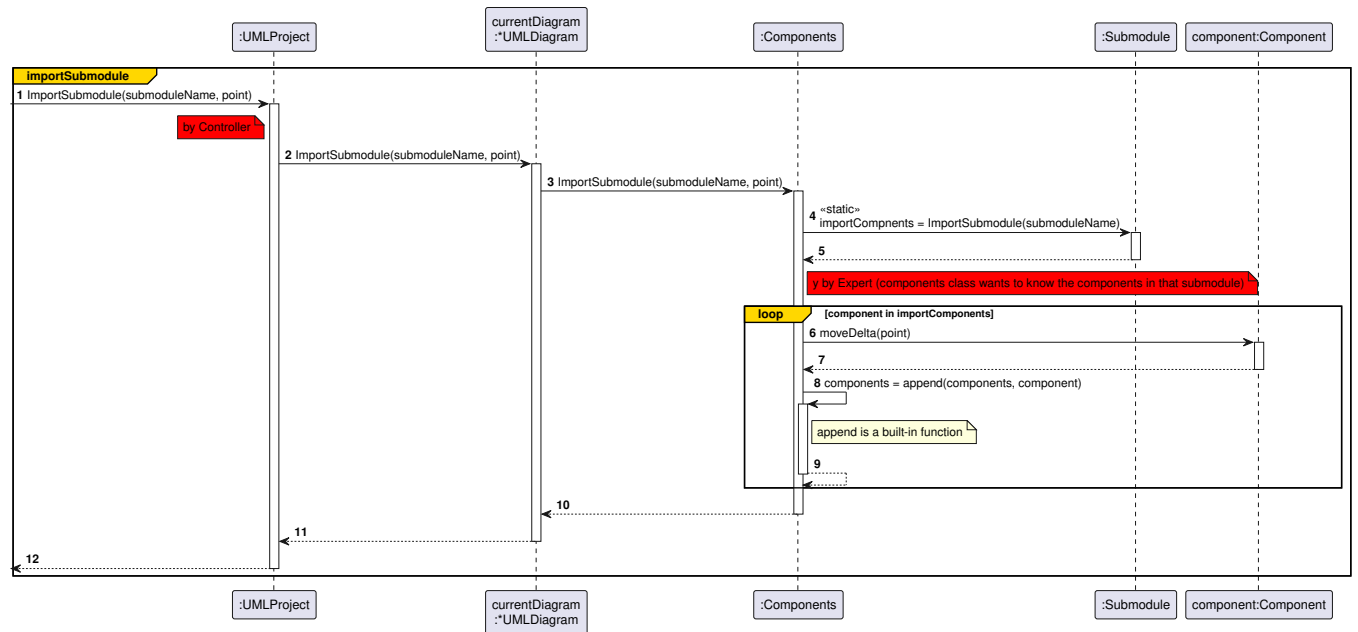 :UMLProject
currentDiagram
:*UMLDiagram
:Components
:Submodule
component:Component
importSubmodule
1 ImportSubmodule(submoduleName, point)
by Controller
2 ImportSubmodule(submoduleName, point)
3 ImportSubmodule(submoduleName, point)
«static»
4 importCompnents = ImportSubmodule(submoduleName)
5
y by Expert (components class wants to know the components in that submodule)
loop [component in importComponents]
6 moveDelta(point)
7
8 components = append(components, component)
append is a built-in function
9
10
11
12
:UMLProject
currentDiagram
:*UMLDiagram
:Components
:Submodule
component:Component